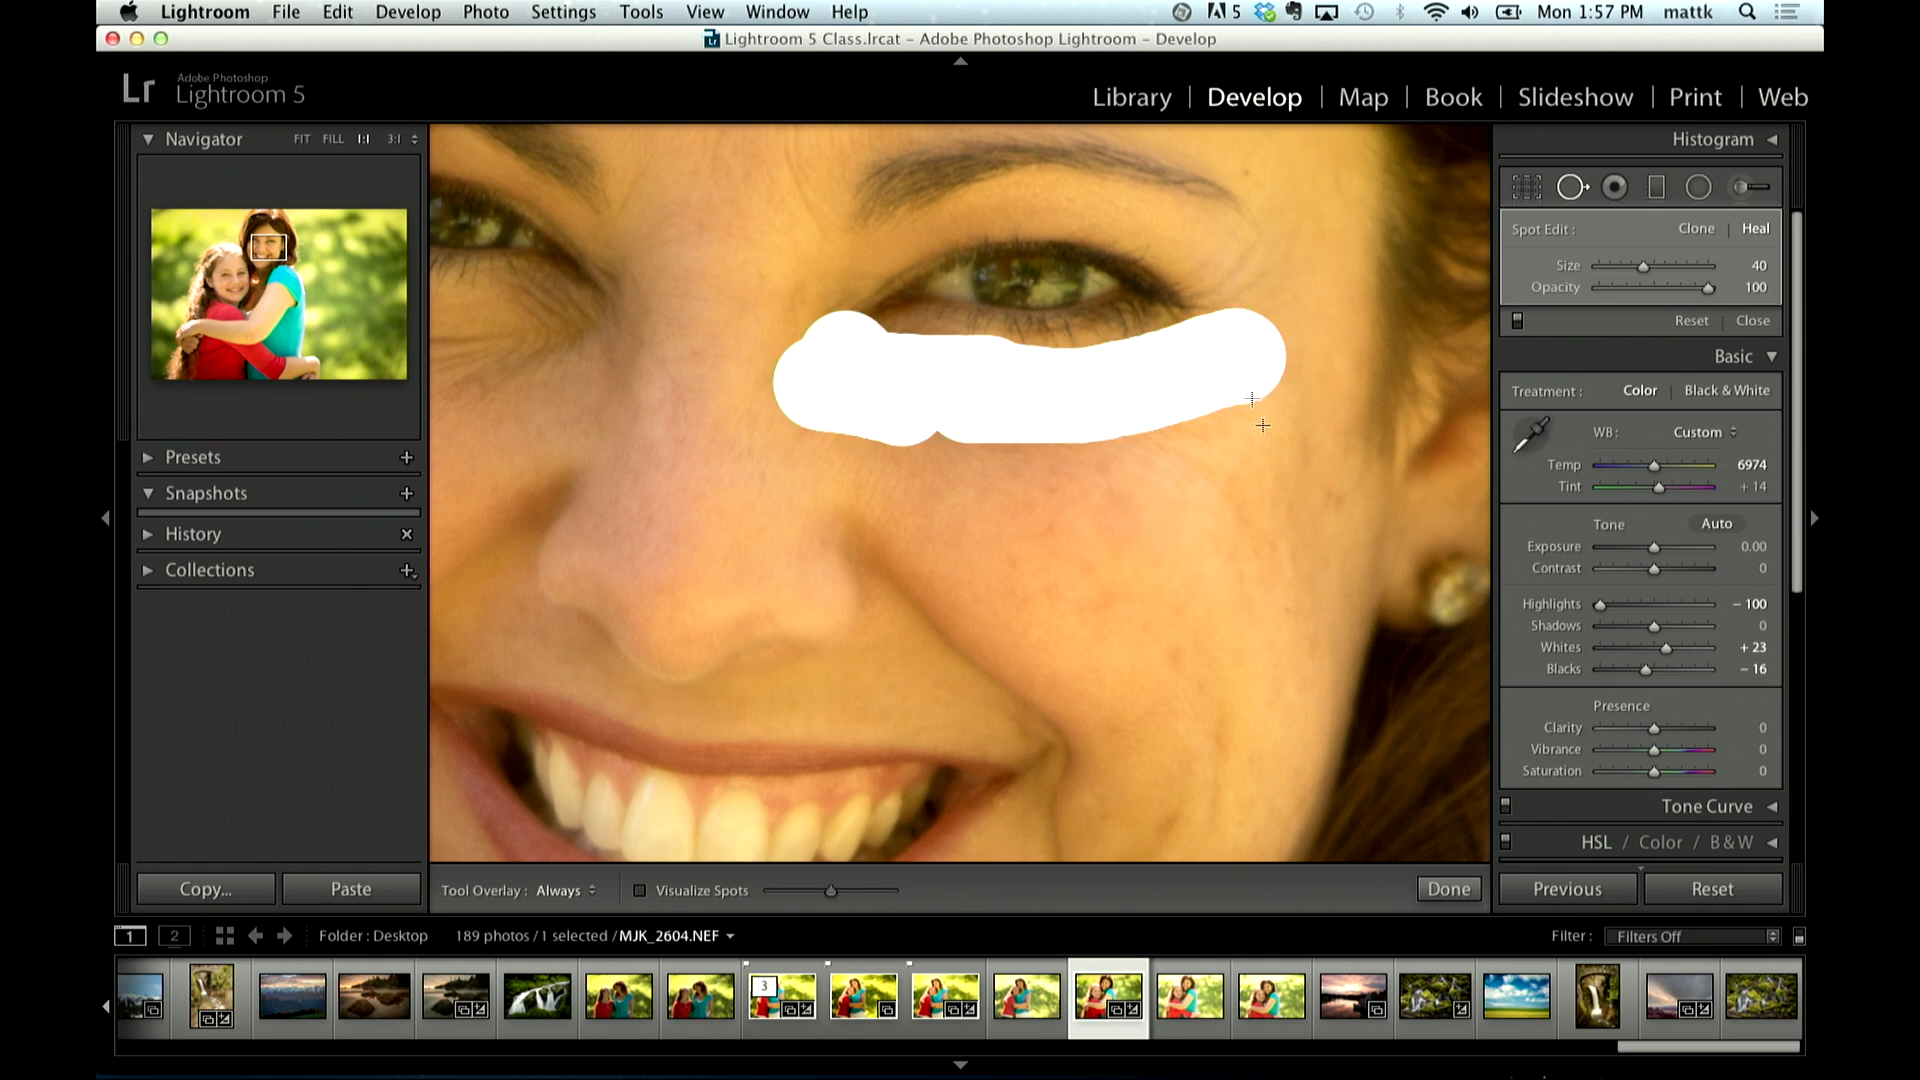 Lightroom File Edit Develop Photo Settings Tools View Window Help 5 Mon 1:57 PM mattk
Lr Lightroom 5 Class.lrcat – Adobe Photoshop Lightroom – Develop
Lr Adobe Photoshop
Lightroom 5
Library | Develop | Map | Book | Slideshow | Print | Web
Navigator FIT FILL 1:1 3:1
Presets
Snapshots
History
Collections
Copy... Paste
Tool Overlay : Always Visualize Spots Done
Histogram
Spot Edit : Clone | Heal
Size 40
Opacity 100
Reset | Close
Basic
Treatment : Color | Black & White
WB : Custom
Temp 6974
Tint + 14
Tone Auto
Exposure 0.00
Contrast 0
Highlights – 100
Shadows 0
Whites + 23
Blacks – 16
Presence
Clarity 0
Vibrance 0
Saturation 0
Tone Curve
HSL / Color / B & W
Previous Reset
1 2 Folder : Desktop 189 photos / 1 selected / MJK_2604.NEF Filter : Filters Off
3